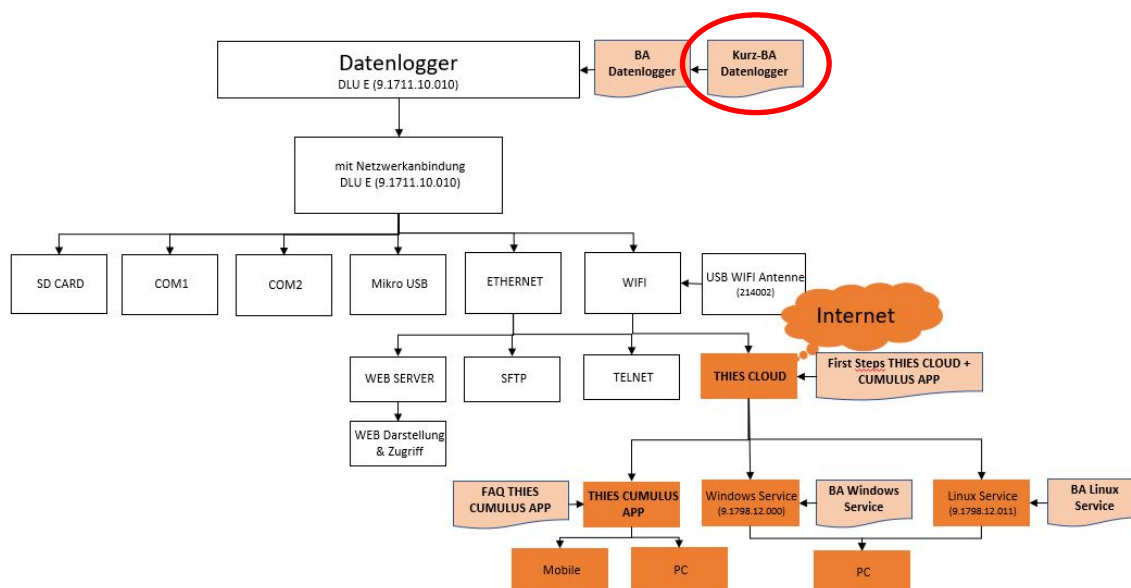 Datenlogger
DLU E (9.1711.10.010)
BA
Datenlogger
Kurz-BA
Datenlogger
mit Netzwerkanbindung
DLU E (9.1711.10.010)
SD CARD
COM1
COM2
Mikro USB
ETHERNET
WIFI
USB WIFI Antenne
(214002)
Internet
WEB SERVER
SFTP
TELNET
THIES CLOUD
First Steps THIES CLOUD +
CUMULUS APP
WEB Darstellung
& Zugriff
FAQ THIES
CUMULUS APP
THIES CUMULUS
APP
Windows Service
(9.1798.12.000)
BA Windows
Service
Linux Service
(9.1798.12.011)
BA Linux
Service
Mobile
PC
PC